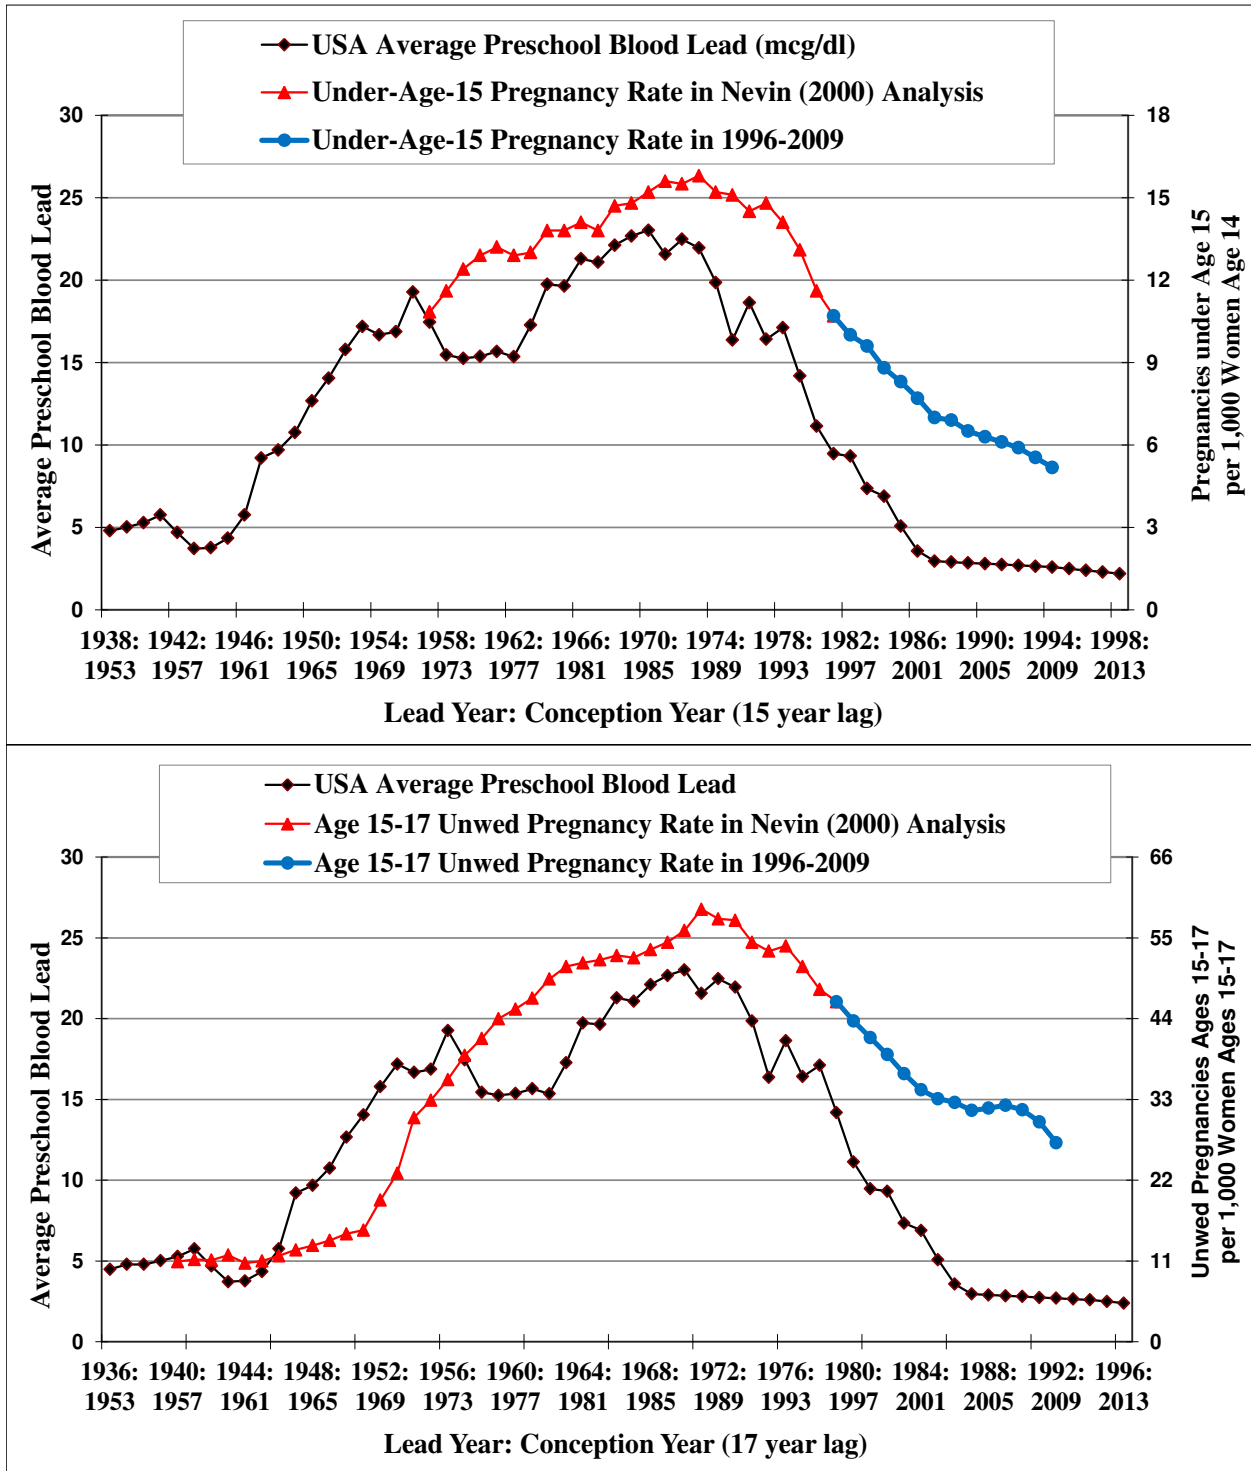 USA Average Preschool Blood Lead (mcg/dl)
Under-Age-15 Pregnancy Rate in Nevin (2000) Analysis
Under-Age-15 Pregnancy Rate in 1996-2009
30
25
20
15
10
5
0
Average Preschool Blood Lead
18
15
12
9
6
3
0
Pregnancies under Age 15
per 1,000 Women Age 14
1938: 1942: 1946: 1950: 1954: 1958: 1962: 1966: 1970: 1974: 1978: 1982: 1986: 1990: 1994: 1998:
1953 1957 1961 1965 1969 1973 1977 1981 1985 1989 1993 1997 2001 2005 2009 2013
Lead Year: Conception Year (15 year lag)
USA Average Preschool Blood Lead
Age 15-17 Unwed Pregnancy Rate in Nevin (2000) Analysis
Age 15-17 Unwed Pregnancy Rate in 1996-2009
30
25
20
15
10
5
0
Average Preschool Blood Lead
66
55
44
33
22
11
0
Unwed Pregnancies Ages 15-17
per 1,000 Women Ages 15-17
1936: 1940: 1944: 1948: 1952: 1956: 1960: 1964: 1968: 1972: 1976: 1980: 1984: 1988: 1992: 1996:
1953 1957 1961 1965 1969 1973 1977 1981 1985 1989 1993 1997 2001 2005 2009 2013
Lead Year: Conception Year (17 year lag)